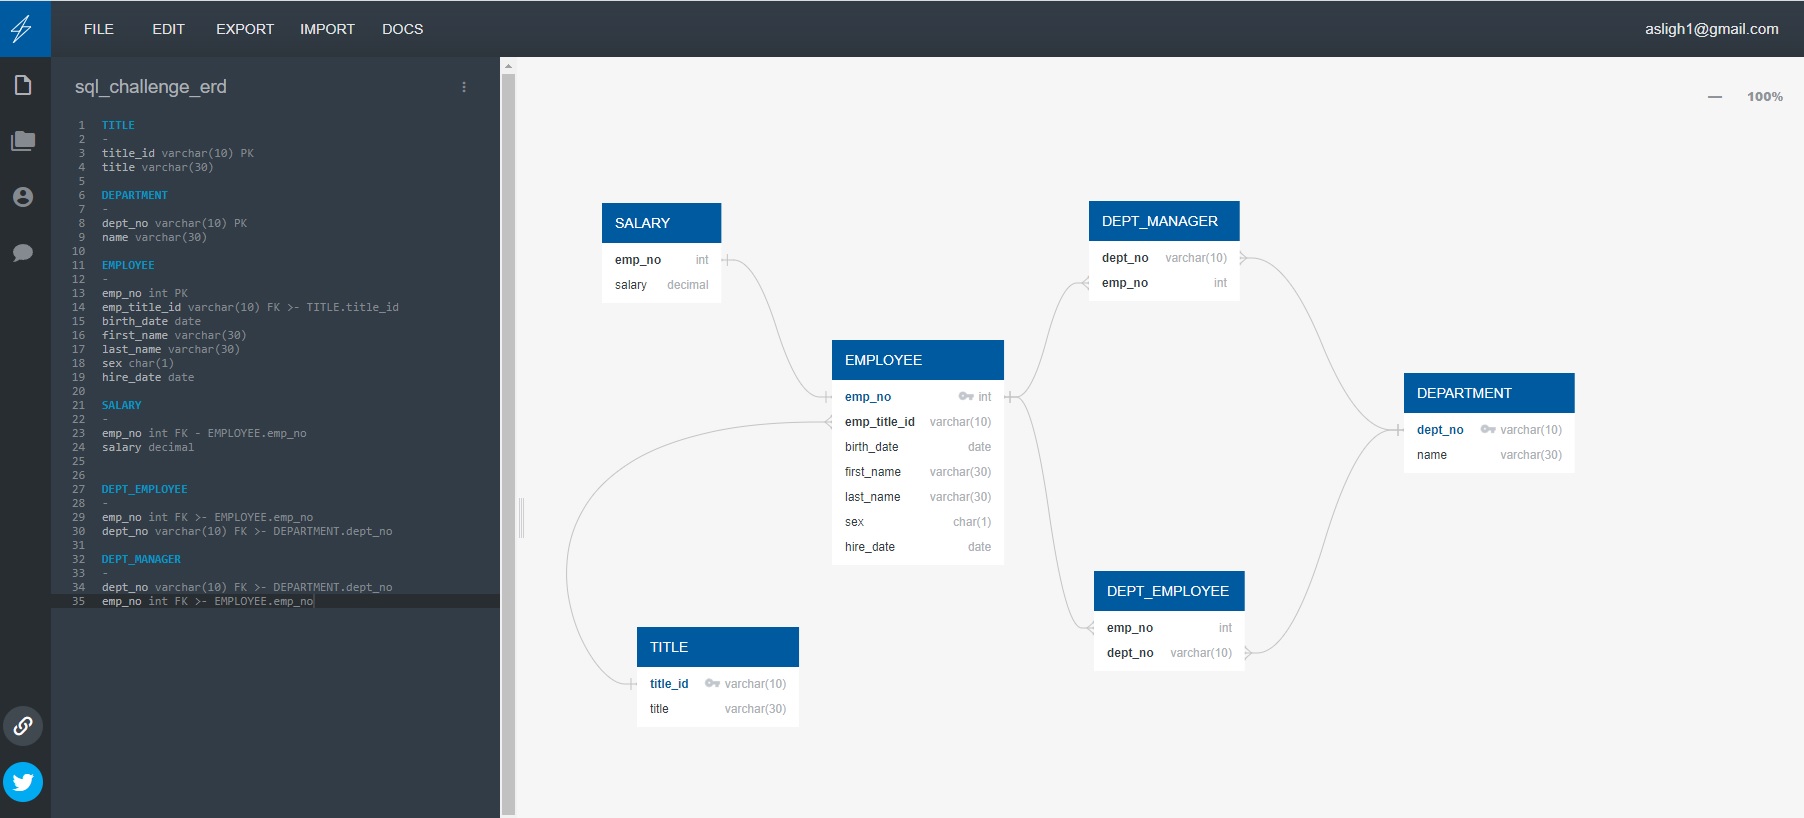 FILE EDIT EXPORT IMPORT DOCS asligh1@gmail.com
sql_challenge_erd
1 TITLE
2 -
3 title_id varchar(10) PK
4 title varchar(30)
5
6 DEPARTMENT
7 -
8 dept_no varchar(10) PK
9 name varchar(30)
10
11 EMPLOYEE
12 -
13 emp_no int PK
14 emp_title_id varchar(10) FK >- TITLE.title_id
15 birth_date date
16 first_name varchar(30)
17 last_name varchar(30)
18 sex char(1)
19 hire_date date
20
21 SALARY
22 -
23 emp_no int FK - EMPLOYEE.emp_no
24 salary decimal
25
26
27 DEPT_EMPLOYEE
28 -
29 emp_no int FK >- EMPLOYEE.emp_no
30 dept_no varchar(10) FK >- DEPARTMENT.dept_no
31
32 DEPT_MANAGER
33 -
34 dept_no varchar(10) FK >- DEPARTMENT.dept_no
35 emp_no int FK >- EMPLOYEE.emp_no
100%
SALARY
emp_no int
salary decimal
DEPT_MANAGER
dept_no varchar(10)
emp_no int
EMPLOYEE
emp_no int
emp_title_id varchar(10)
birth_date date
first_name varchar(30)
last_name varchar(30)
sex char(1)
hire_date date
DEPARTMENT
dept_no varchar(10)
name varchar(30)
DEPT_EMPLOYEE
emp_no int
dept_no varchar(10)
TITLE
title_id varchar(10)
title varchar(30)